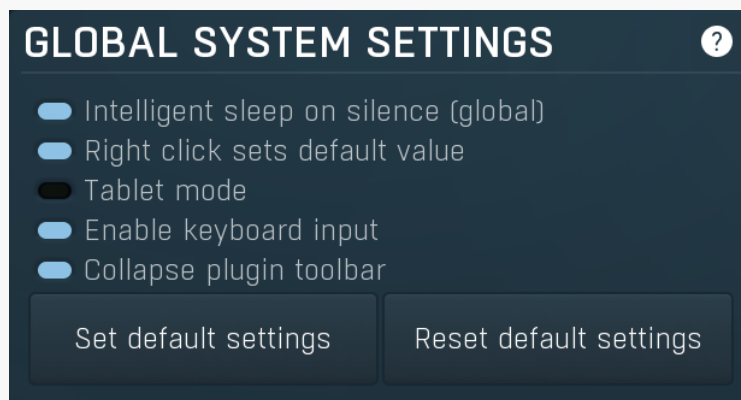 GLOBAL SYSTEM SETTINGS ?
Intelligent sleep on silence (global)
Right click sets default value
Tablet mode
Enable keyboard input
Collapse plugin toolbar
Set default settings Reset default settings